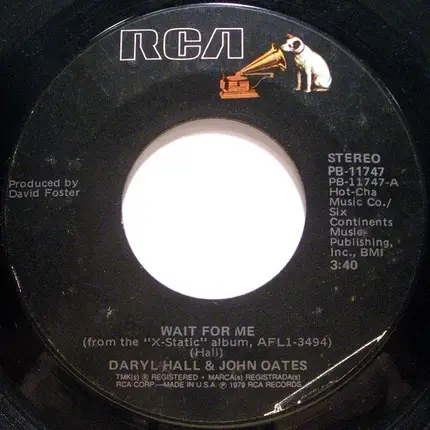 RCA
STEREO
PB-11747
PB-11747-A
Hot-Cha
Music Co./
Six
Continents
Music
Publishing,
Inc., BMI
3:40
Produced by
David Foster
WAIT FOR ME
(from the "X-Static" album, AFL1-3494)
(Hall)
DARYL HALL & JOHN OATES
TMK(s) ® REGISTERED • MARCA(s) REGISTRADA(s)
RCA CORP.—MADE IN U.S.A. ℗ 1979 RCA RECORDS